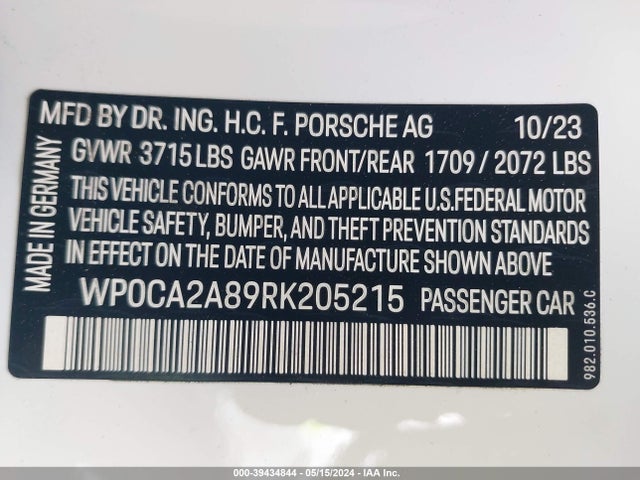 MFD BY DR. ING. H.C. F. PORSCHE AG 10/23
GVWR 3715 LBS GAWR FRONT/REAR 1709 / 2072 LBS
THIS VEHICLE CONFORMS TO ALL APPLICABLE U.S.FEDERAL MOTOR
VEHICLE SAFETY, BUMPER, AND THEFT PREVENTION STANDARDS
IN EFFECT ON THE DATE OF MANUFACTURE SHOWN ABOVE
WP0CA2A89RK205215 PASSENGER CAR
MADE IN GERMANY
982.010.536.C
000-39434844 - 05/15/2024 - IAA Inc.